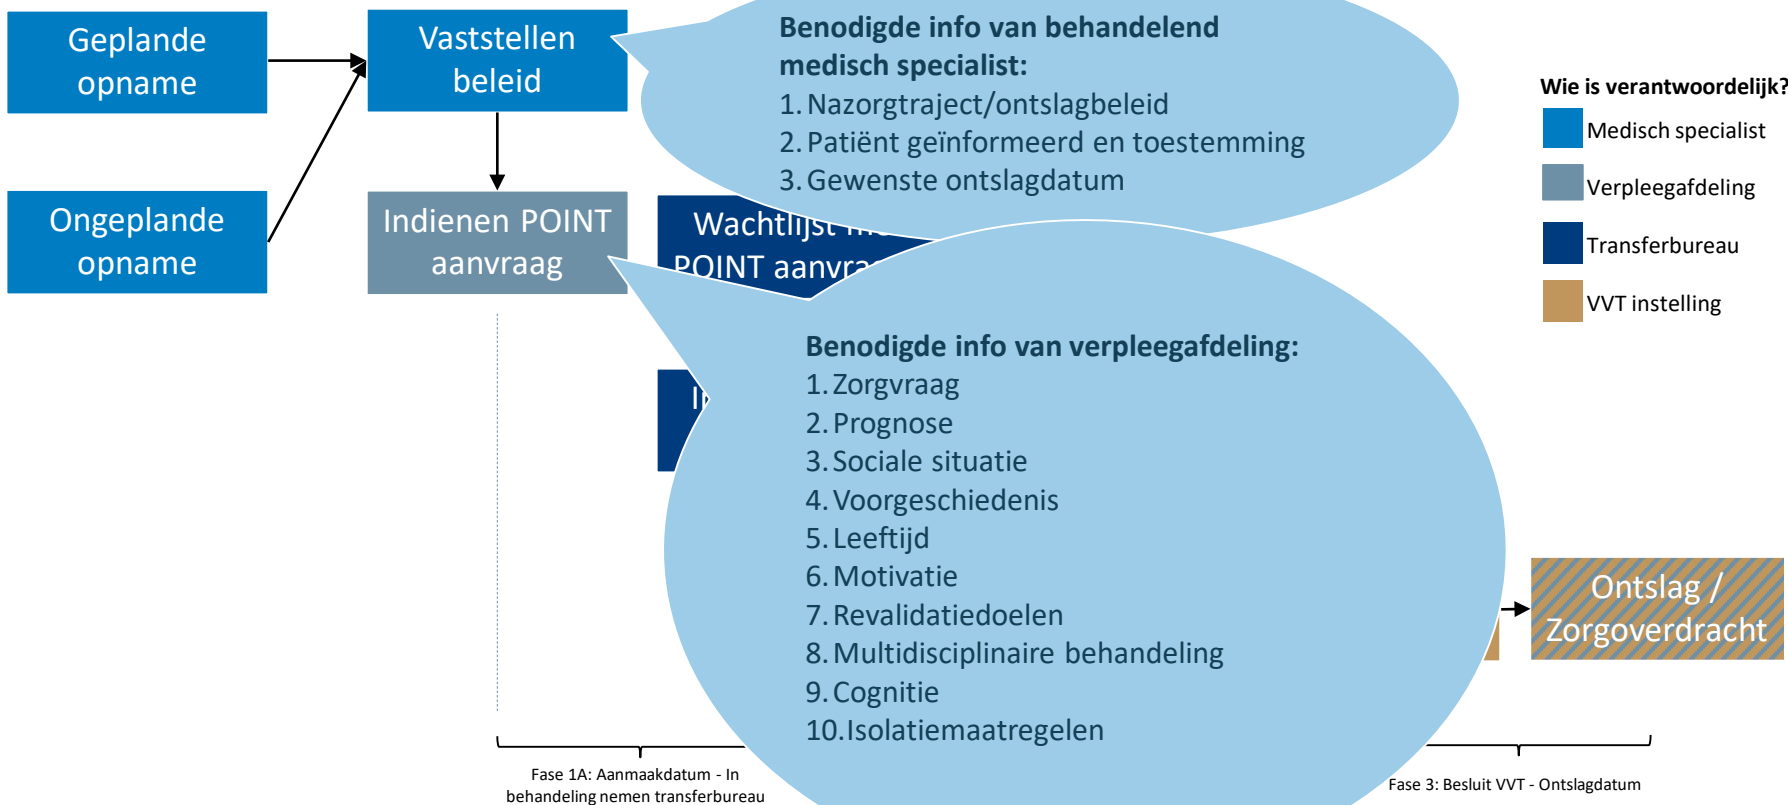 Geplande
opname
Vaststellen
beleid
Benodigde info van behandelend
medisch specialist:
1. Nazorgtraject/ontslagbeleid
2. Patiënt geïnformeerd en toestemming
3. Gewenste ontslagdatum
Wie is verantwoordelijk?
Medisch specialist
Verpleegafdeling
Transferbureau
VVT instelling
Ongeplande
opname
Indienen POINT
aanvraag
Wachtlijst
POINT
Benodigde info van verpleegafdeling:
1. Zorgvraag
2. Prognose
3. Sociale situatie
4. Voorgeschiedenis
5. Leeftijd
6. Motivatie
7. Revalidatiedoelen
8. Multidisciplinaire behandeling
9. Cognitie
10. Isolatiemaatregelen
Ontslag /
Zorgoverdracht
Fase 1A: Aanmaakdatum - In
behandeling nemen transferbureau
Fase 3: Besluit VVT - Ontslagdatum